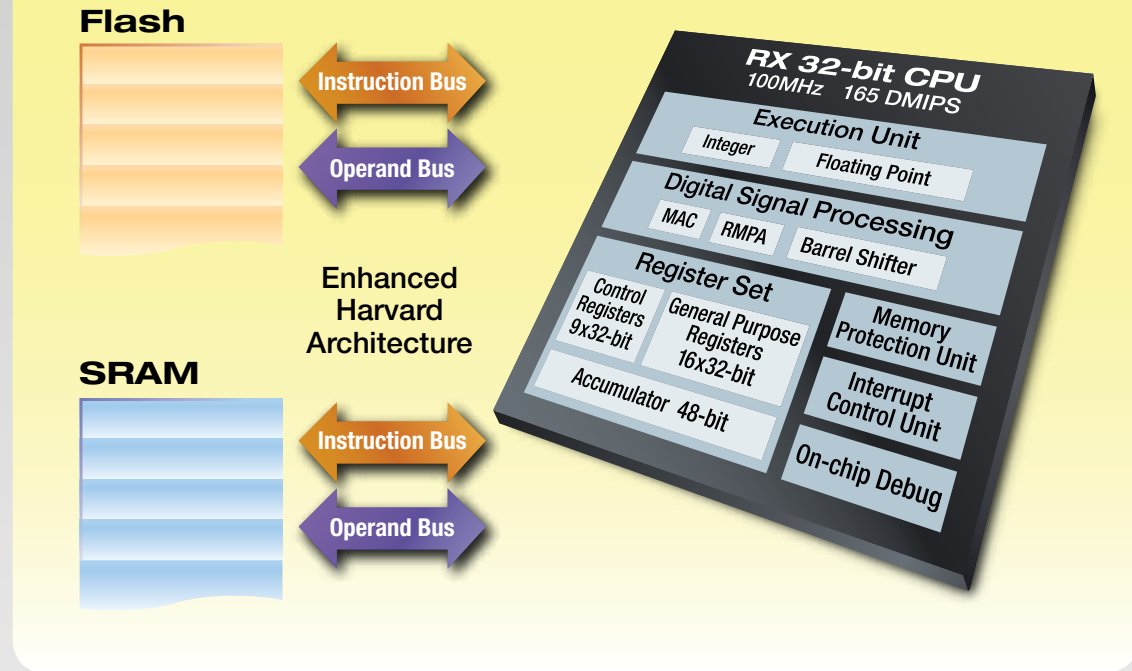 Flash
Instruction Bus
Operand Bus
Enhanced
Harvard
Architecture
SRAM
Instruction Bus
Operand Bus
RX 32-bit CPU
100MHz 165 DMIPS
Execution Unit
Integer
Floating Point
Digital Signal Processing
MAC
RMPA
Barrel Shifter
Register Set
Control
Registers
9x32-bit
General Purpose
Registers
16x32-bit
Accumulator 48-bit
Memory
Protection Unit
Interrupt
Control Unit
On-chip Debug